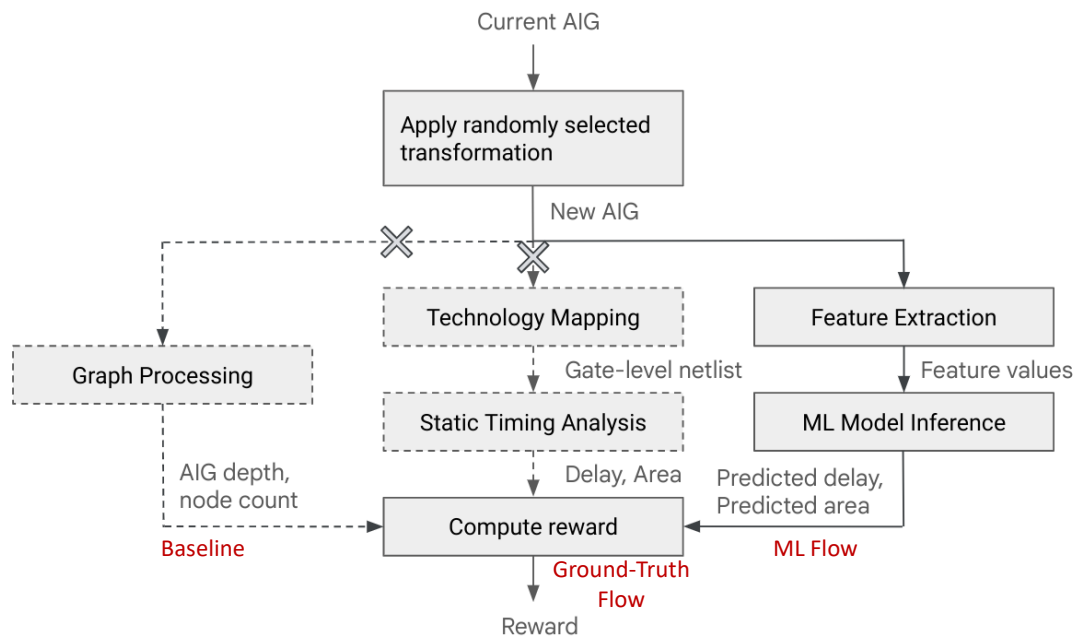 Current AIG
Apply randomly selected
transformation
New AIG
Technology Mapping
Feature Extraction
Graph Processing
Gate-level netlist
Feature values
Static Timing Analysis
ML Model Inference
AIG depth,
node count
Delay, Area
Predicted delay,
Predicted area
Compute reward
Baseline
ML Flow
Ground-Truth
Flow
Reward